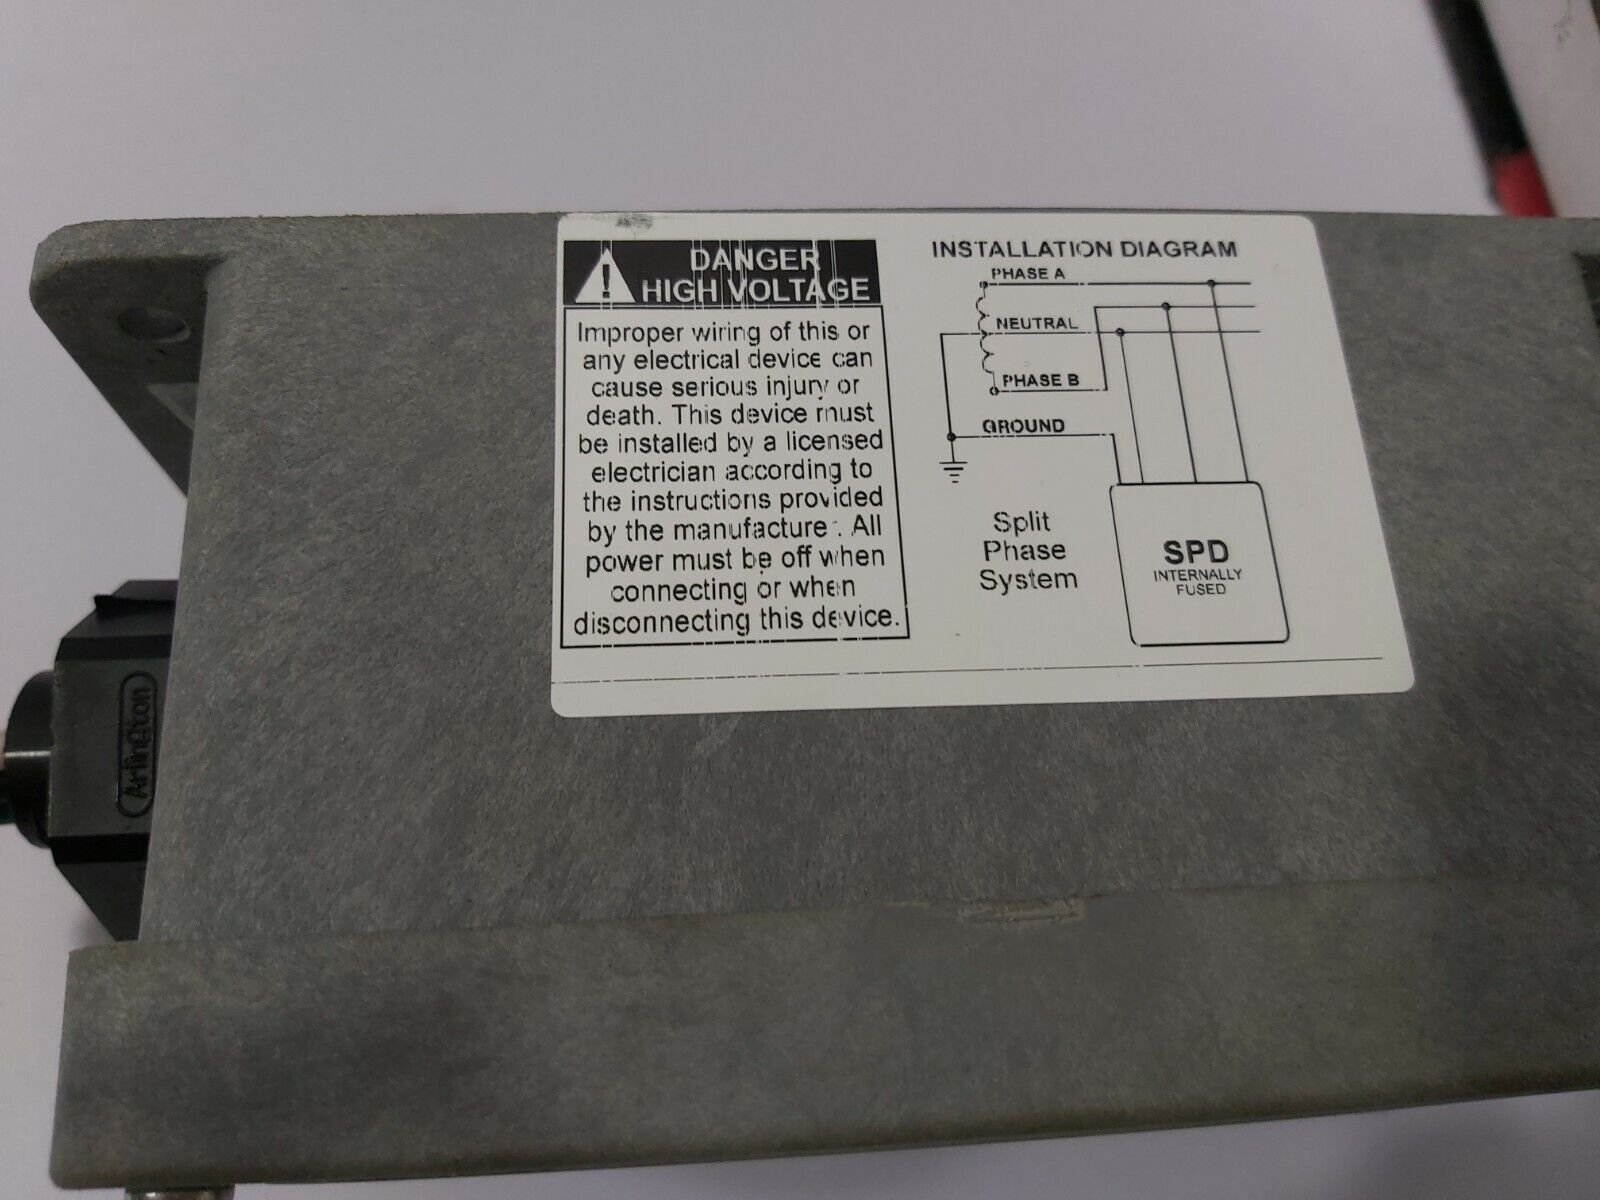 DANGER
HIGH VOLTAGE
Improper wiring of this or
any electrical device can
cause serious injury or
death. This device must
be installed by a licensed
electrician according to
the instructions provided
by the manufacturer. All
power must be off when
connecting or when
disconnecting this device.
INSTALLATION DIAGRAM
PHASE A
NEUTRAL
PHASE B
GROUND
Split
Phase
System
SPD
INTERNALLY
FUSED
Arlington